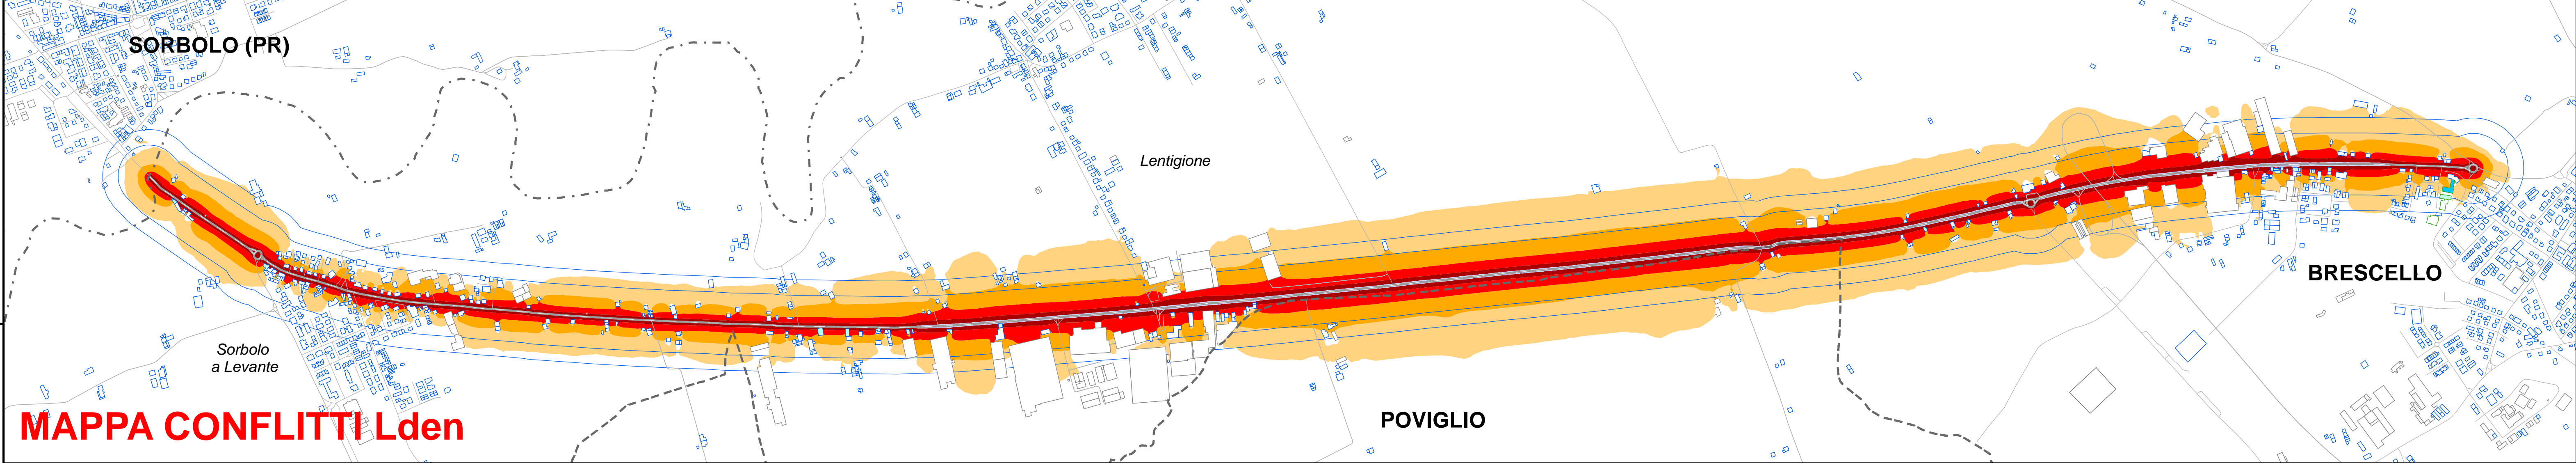 SORBOLO (PR)
Lentigione
BRESCELLO
Sorbolo
a Levante
POVIGLIO
MAPPA CONFLITTI Lden